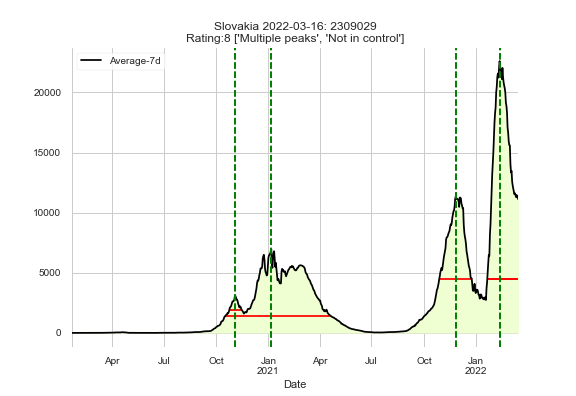 Slovakia 2022-03-16: 2309029
Rating:8 ['Multiple peaks', 'Not in control']
Average-7d
20000
15000
10000
5000
0
Apr
Jul
Oct
Jan
2021
Apr
Jul
Oct
Jan
2022
Date